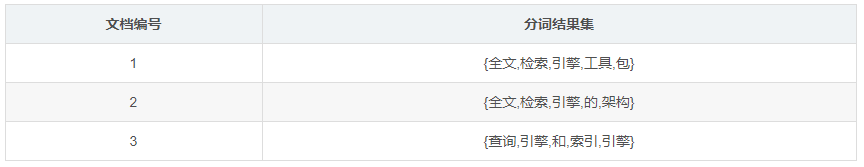 文档编号 分词结果集
1 {全文,检索,引擎,工具,包}
2 {全文,检索,引擎,的,架构}
3 {查询,引擎,和,索引,引擎}